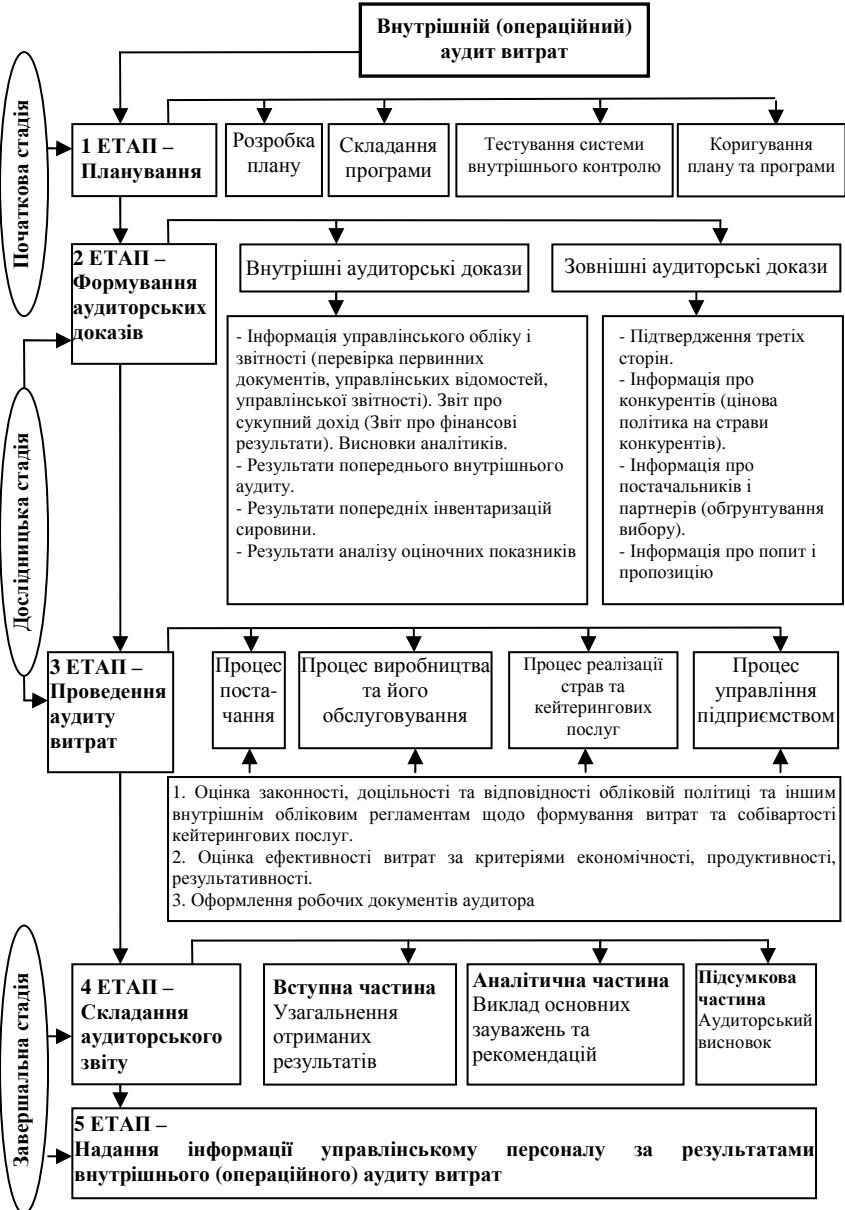 Внутрішній (операційний)
аудит витрат
Початкова стадія
1 ЕТАП –
Планування
Розробка
плану
Складання
програми
Тестування системи
внутрішнього контролю
Коригування
плану та програми
2 ЕТАП –
Формування
аудиторських
доказів
Внутрішні аудиторські докази
Зовнішні аудиторські докази
Дослідницька стадія
- Інформація управлінського обліку і
звітності (перевірка первинних
документів, управлінських відомостей,
управлінської звітності). Звіт про
сукупний дохід (Звіт про фінансові
результати). Висновки аналітиків.
- Результати попереднього внутрішнього
аудиту.
- Результати попередніх інвентаризацій
сировини.
- Результати аналізу оціночних показників
- Підтвердження третіх
сторін.
- Інформація про
конкурентів (цінова
політика на страви
конкурентів).
- Інформація про
постачальників і
партнерів (обґрунтування
вибору).
- Інформація про попит і
пропозицію
3 ЕТАП –
Проведення
аудиту
витрат
Процес
поста-
чання
Процес виробництва
та його
обслуговування
Процес реалізації
страв та
кейтерингових
послуг
Процес
управління
підприємством
1. Оцінка законності, доцільності та відповідності обліковій політиці та іншим
внутрішнім обліковим регламентам щодо формування витрат та собівартості
кейтерингових послуг.
2. Оцінка ефективності витрат за критеріями економічності, продуктивності,
результативності.
3. Оформлення робочих документів аудитора
Завершальна стадія
4 ЕТАП –
Складання
аудиторського
звіту
Вступна частина
Узагальнення
отриманих
результатів
Аналітична частина
Виклад основних
зауважень та
рекомендацій
Підсумкова
частина
Аудиторський
висновок
5 ЕТАП –
Надання інформації управлінському персоналу за результатами
внутрішнього (операційного) аудиту витрат